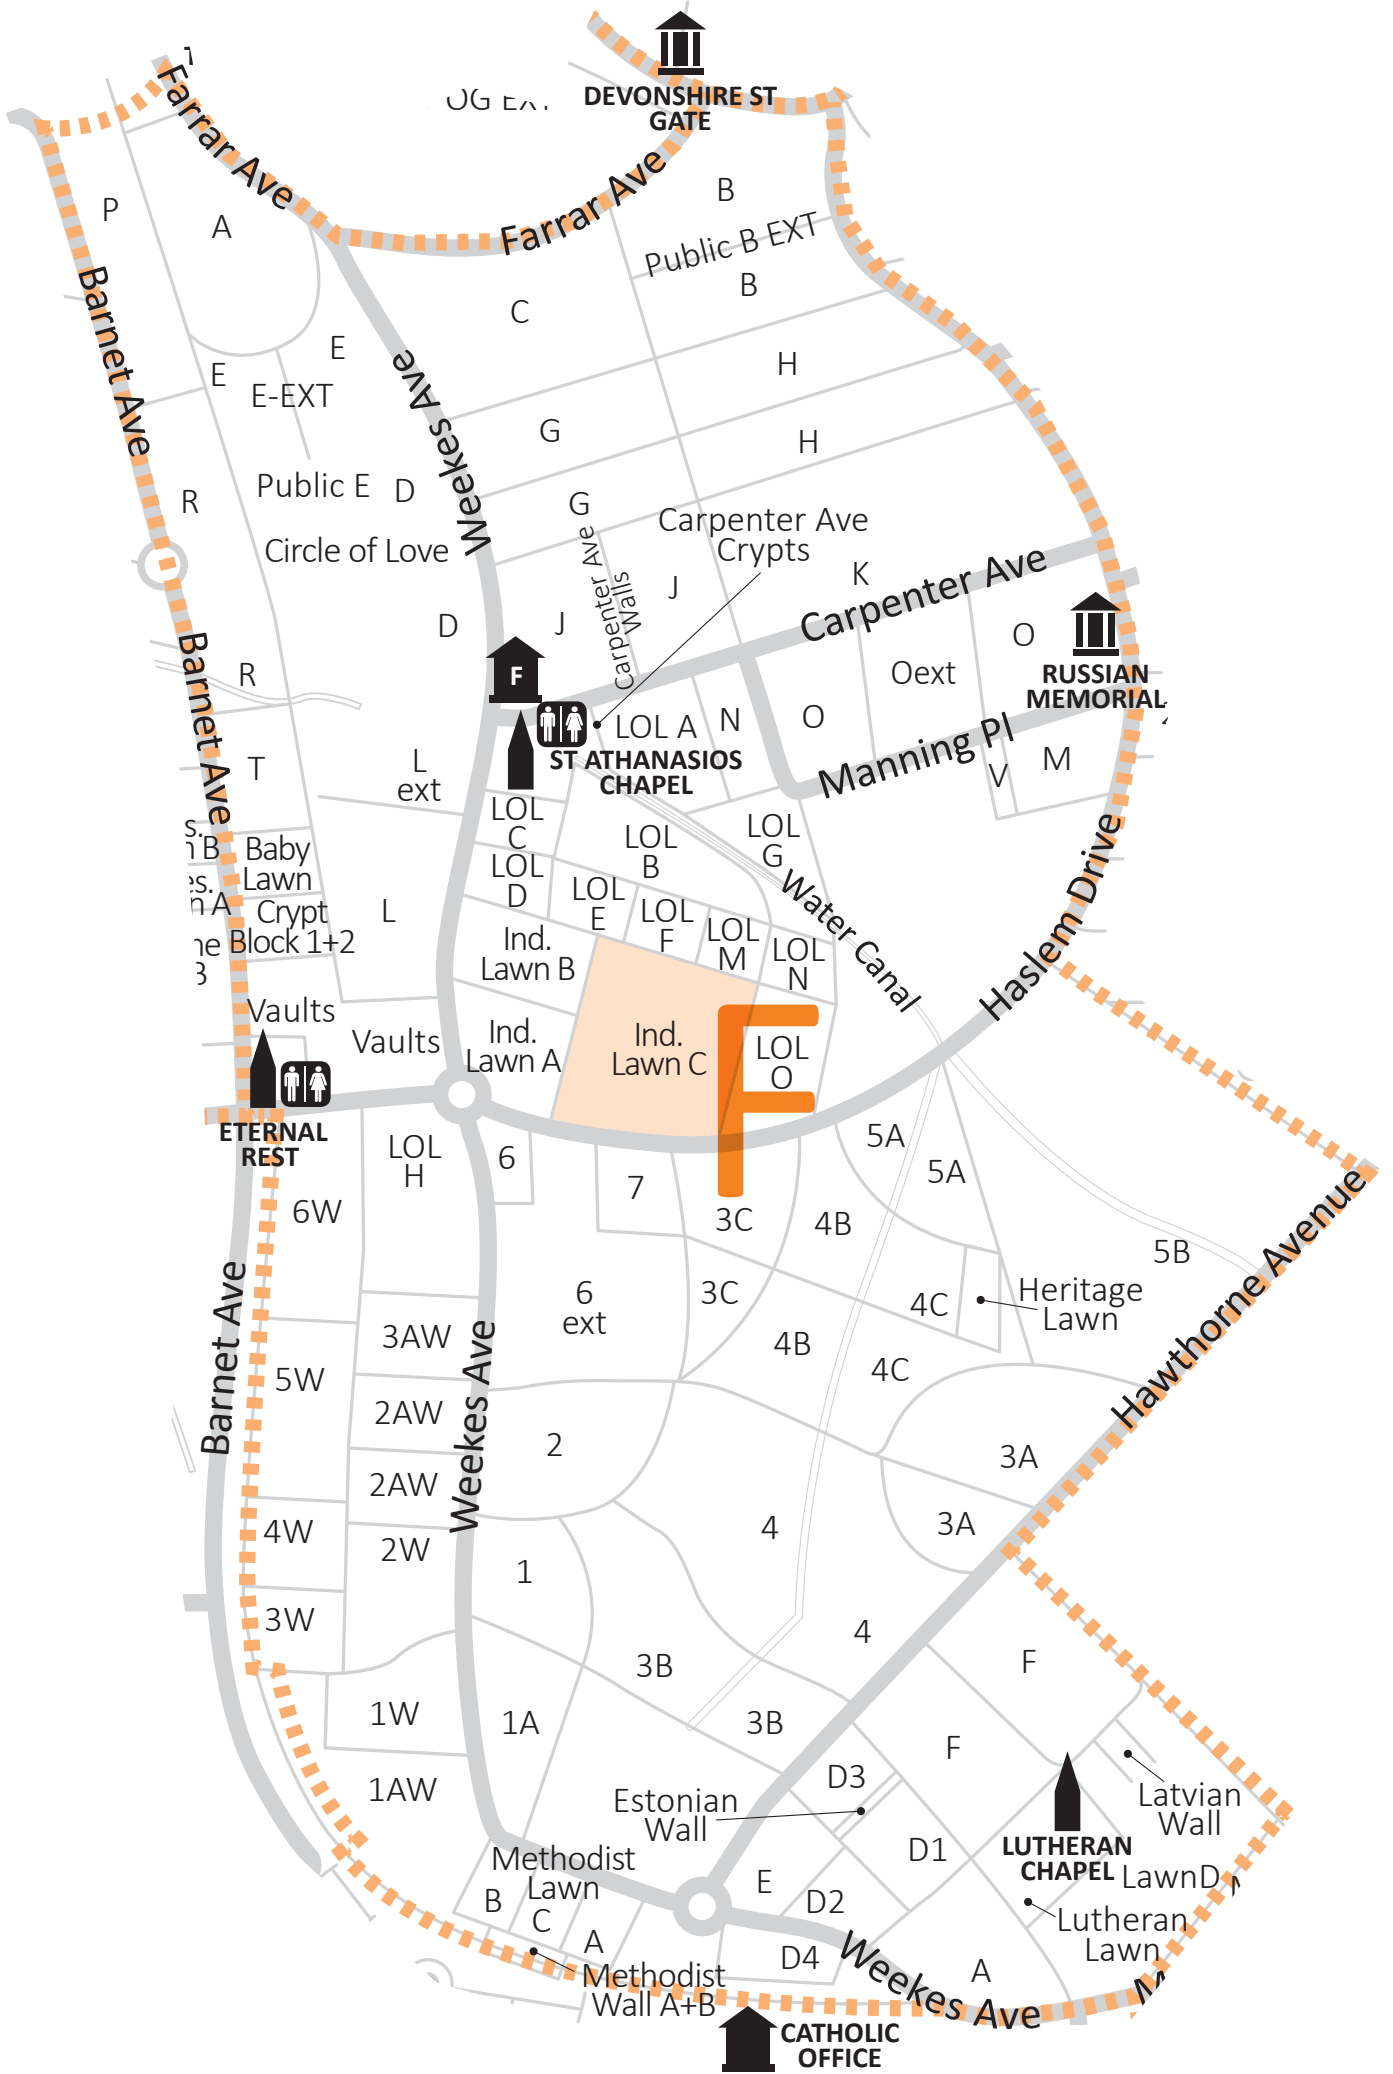 DEVONSHIRE ST
GATE
Farrar Ave
Farrar Ave
P
A
B
Public B EXT
B
C
Barnet Ave
E
E
E-EXT
Weekes Ave
H
G
H
Public E
D
R
G
Circle of Love
Carpenter Ave
Crypts
Carpenter Ave
Walls
J
J
K
Carpenter Ave
D
F
O
Oext
RUSSIAN
MEMORIAL
Barnet Ave
R
LOL A
N
O
Manning Pl
ST ATHANASIOS
CHAPEL
T
L
ext
V
M
LOL
C
LOL
B
LOL
G
Baby
Lawn
LOL
D
LOL
E
LOL
F
LOL
M
LOL
N
Water Canal
Haslem Drive
Crypt
Block 1+2
L
Ind.
Lawn B
Vaults
Vaults
Ind.
Lawn A
Ind.
Lawn C
F
LOL
O
ETERNAL
REST
LOL
H
6
7
5A
5A
6W
3C
4B
5B
Hawthorne Avenue
Barnet Ave
6
ext
3C
4C
Heritage
Lawn
3AW
4B
4C
5W
Weekes Ave
2AW
2
3A
2AW
4W
2W
4
3A
1
3W
4
3B
F
1W
1A
3B
F
1AW
D3
Estonian
Wall
Latvian
Wall
D1
LUTHERAN
CHAPEL
LawnD
Methodist
Lawn
B
C
A
E
D2
Lutheran
Lawn
D4
Weekes Ave
A
Methodist
Wall A+B
CATHOLIC
OFFICE